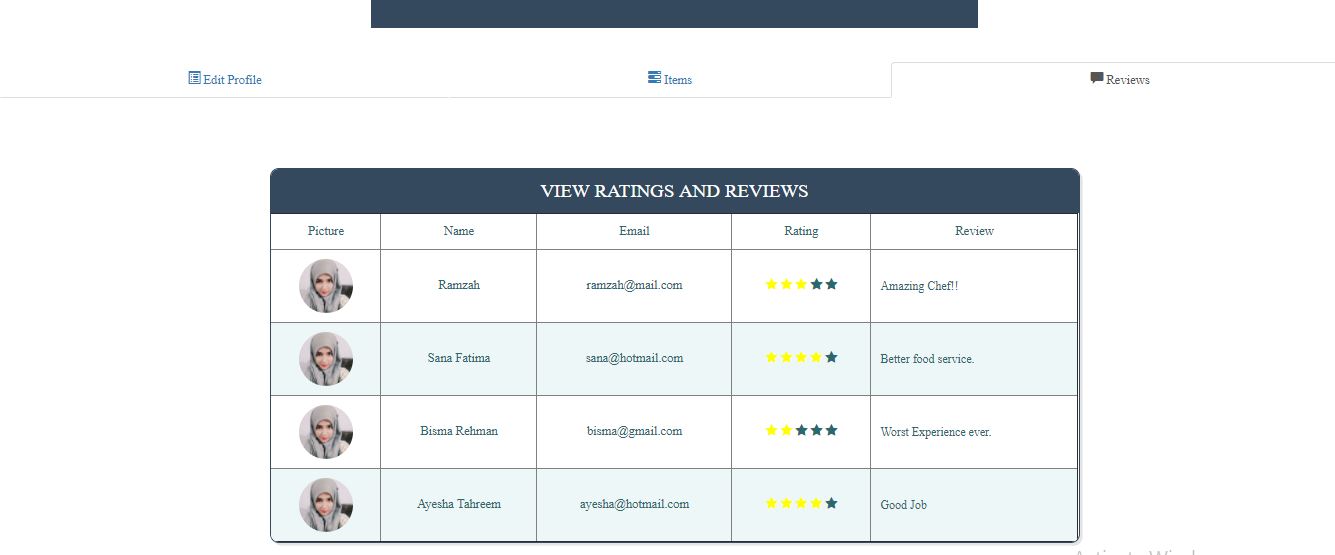 Edit Profile Items Reviews
VIEW RATINGS AND REVIEWS
Picture Name Email Rating Review
Ramzah ramzah@mail.com Amazing Chef!!
Sana Fatima sana@hotmail.com Better food service.
Bisma Rehman bisma@gmail.com Worst Experience ever.
Ayesha Tahreem ayesha@hotmail.com Good Job